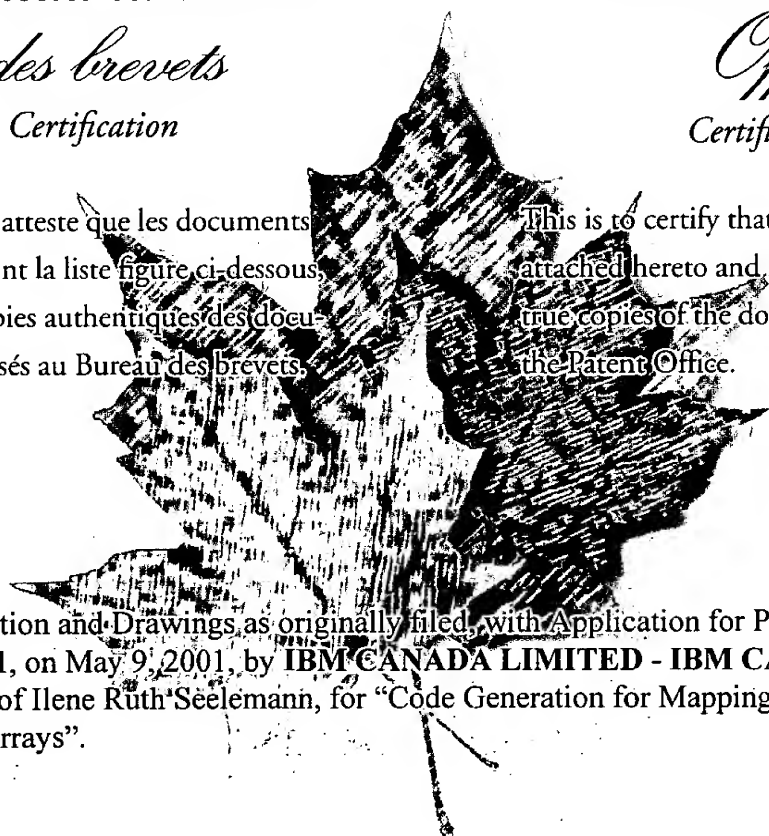 des brevets
Certification
atteste que les documents
nt la liste figure ci-dessous,
pies authentiques des docu-
sés au Bureau des brevets.
This is to certify that
attached hereto and
true copies of the do
the Patent Office.
tion and Drawings as originally filed, with Application for P
1, on May 9, 2001, by IBM CANADA LIMITED - IBM CA
of Ilene Ruth Seelemann, for “Code Generation for Mapping
rrays”.